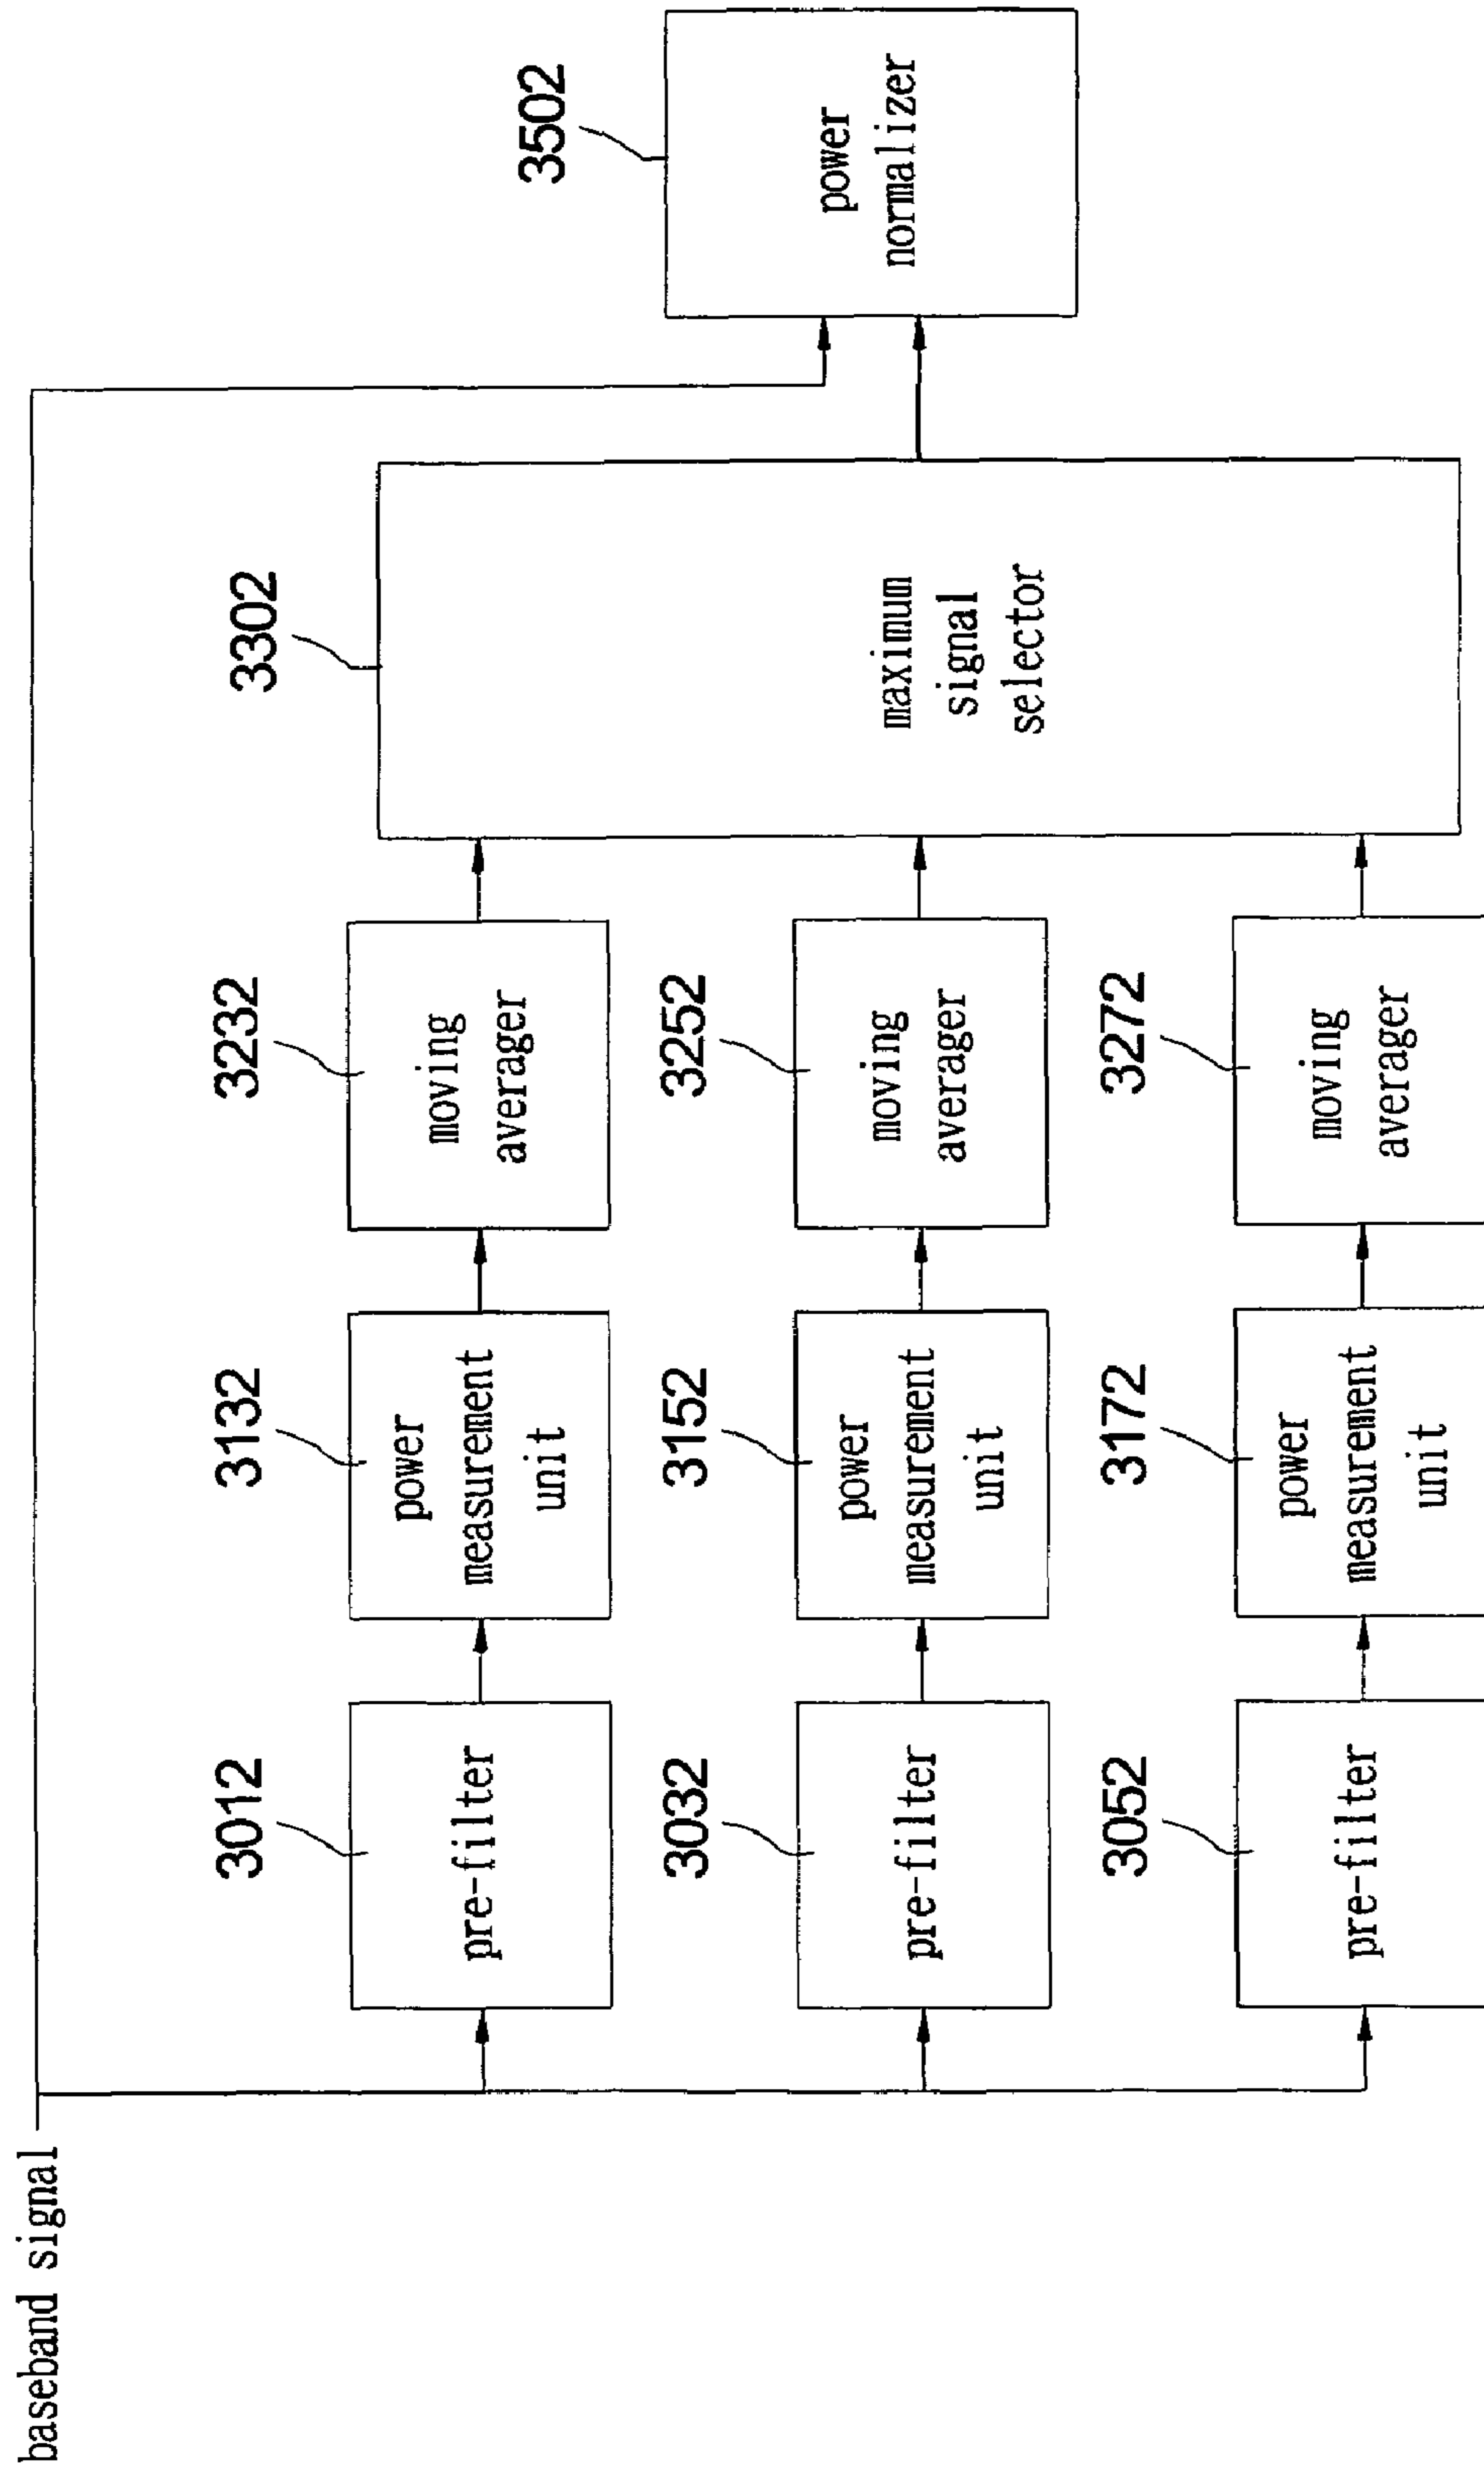 baseband signal
3012
pre-filter
3132
power
measurement
unit
3232
moving
averager
3032
pre-filter
3152
power
measurement
unit
3252
moving
averager
3052
pre-filter
3172
power
measurement
unit
3272
moving
averager
3302
maximum
signal
selector
3502
power
normalizer